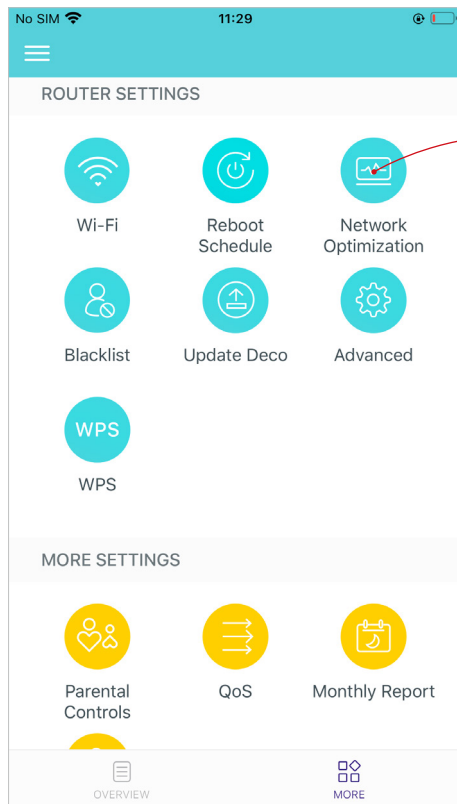 No SIM 11:29
ROUTER SETTINGS
Wi-Fi Reboot Network
Schedule Optimization
Blacklist Update Deco Advanced
WPS
WPS
MORE SETTINGS
Parental QoS Monthly Report
Controls
OVERVIEW MORE